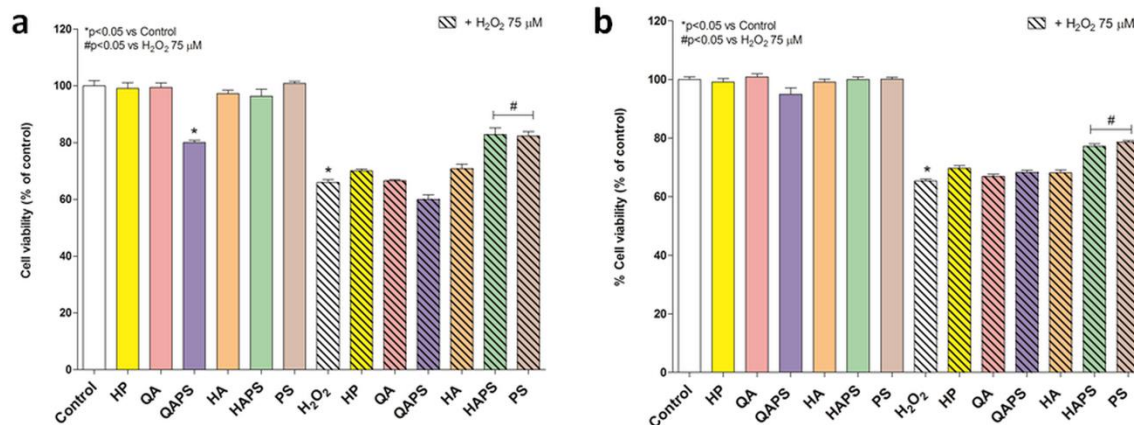 a
*p<0.05 vs Control
#p<0.05 vs H₂O₂ 75 μM
+ H₂O₂ 75 μM
Cell viability (% of control)
120
100
80
60
40
20
0
*
*
#
Control
HP
QA
QAPS
HA
HAPS
PS
H₂O₂
HP
QA
QAPS
HA
HAPS
PS
b
*p<0.05 vs Control
#p<0.05 vs H₂O₂ 75 μM
+ H₂O₂ 75 μM
% Cell viability (% of control)
120
100
80
60
40
20
0
*
#
Control
HP
QA
QAPS
HA
HAPS
PS
H₂O₂
HP
QA
QAPS
HA
HAPS
PS